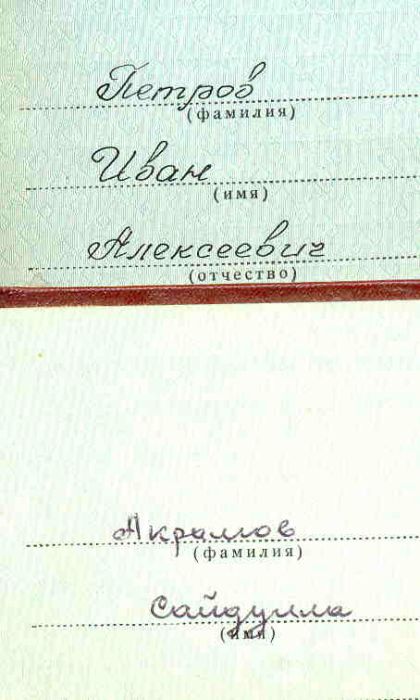 Петров
(фамилия)
Иван
(имя)
Алексеевич
(отчество)
Акрамов
(фамилия)
Сайдулла
(имя)